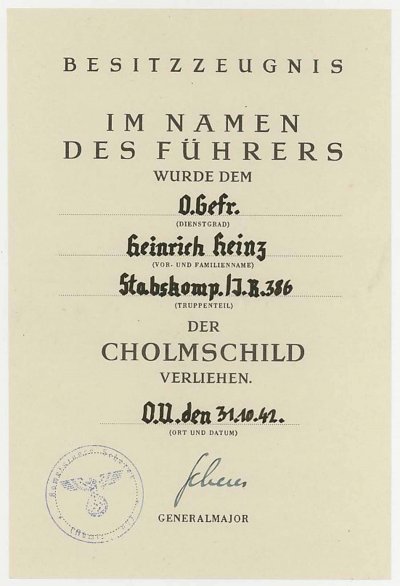 BESITZZEUGNIS
IM NAMEN
DES FÜHRERS
WURDE DEM
O.Gefr.
(DIENSTGRAD)
Heinrich Heinz
(VOR- UND FAMILIENNAME)
Stabskomp./I.R.386
(TRUPPENTEIL)
DER
CHOLMSCHILD
VERLIEHEN.
O.U. den 31.10.42.
(ORT UND DATUM)
Scherer
GENERALMAJOR